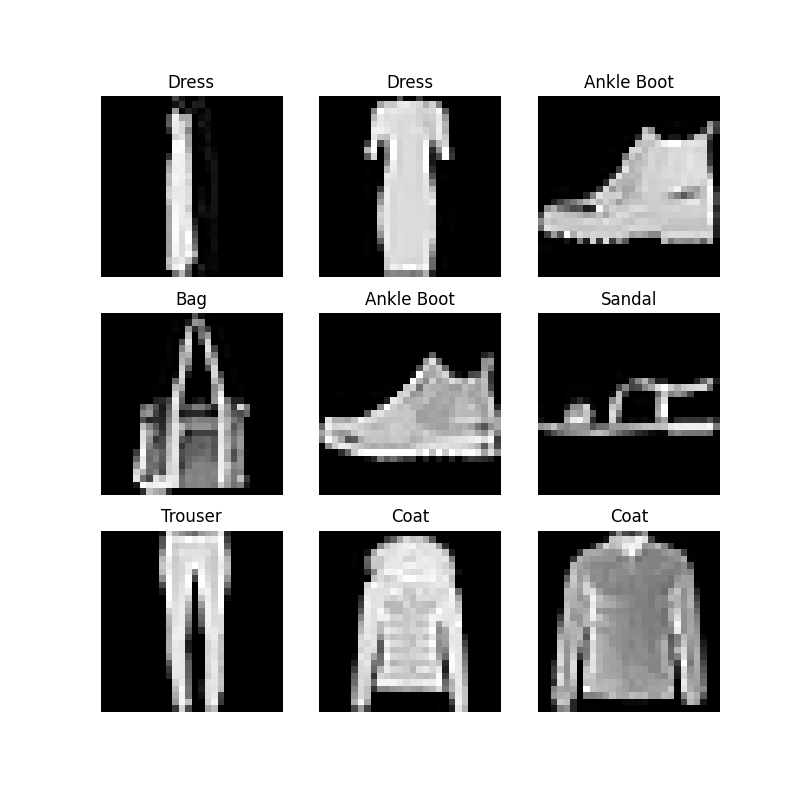 Dress
Dress
Ankle Boot
Bag
Ankle Boot
Sandal
Trouser
Coat
Coat